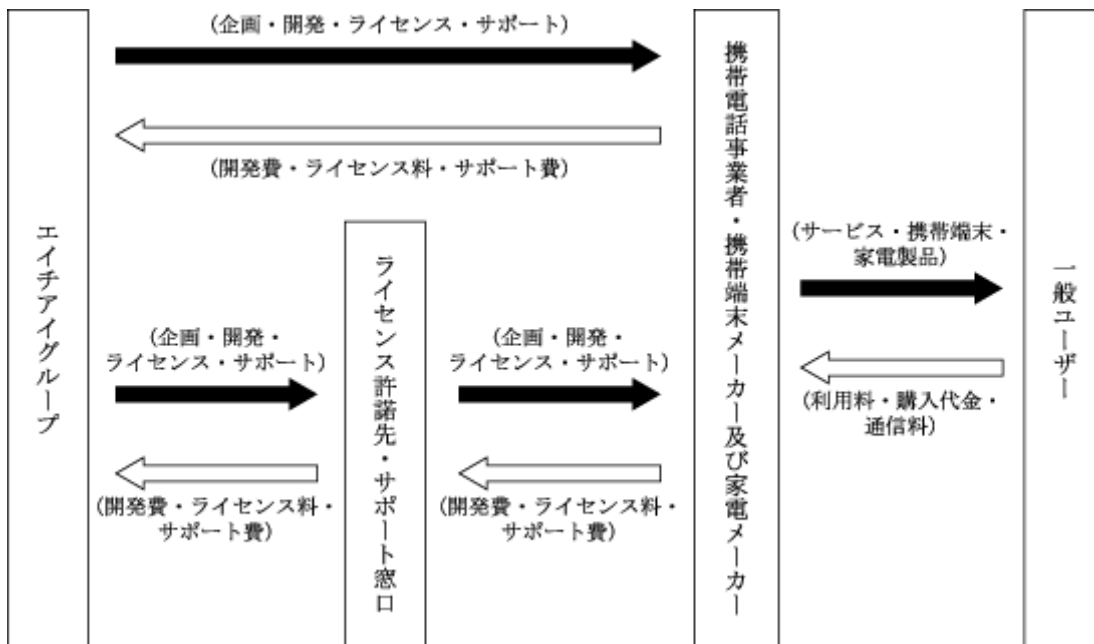 (企画・開発・ライセンス・サポート)
(開発費・ライセンス料・サポート費)
エイチアイグループ
(企画・開発・
ライセンス・サポート)
(開発費・ライセンス料・
サポート費)
ライセンス許諾先・サポート窓口
(企画・開発・
ライセンス・サポート)
(開発費・ライセンス料・
サポート費)
携帯電話事業者・携帯端末メーカー及び家電メーカー
(サービス・携帯端末・
家電製品)
(利用料・購入代金・
通信料)
一般ユーザー